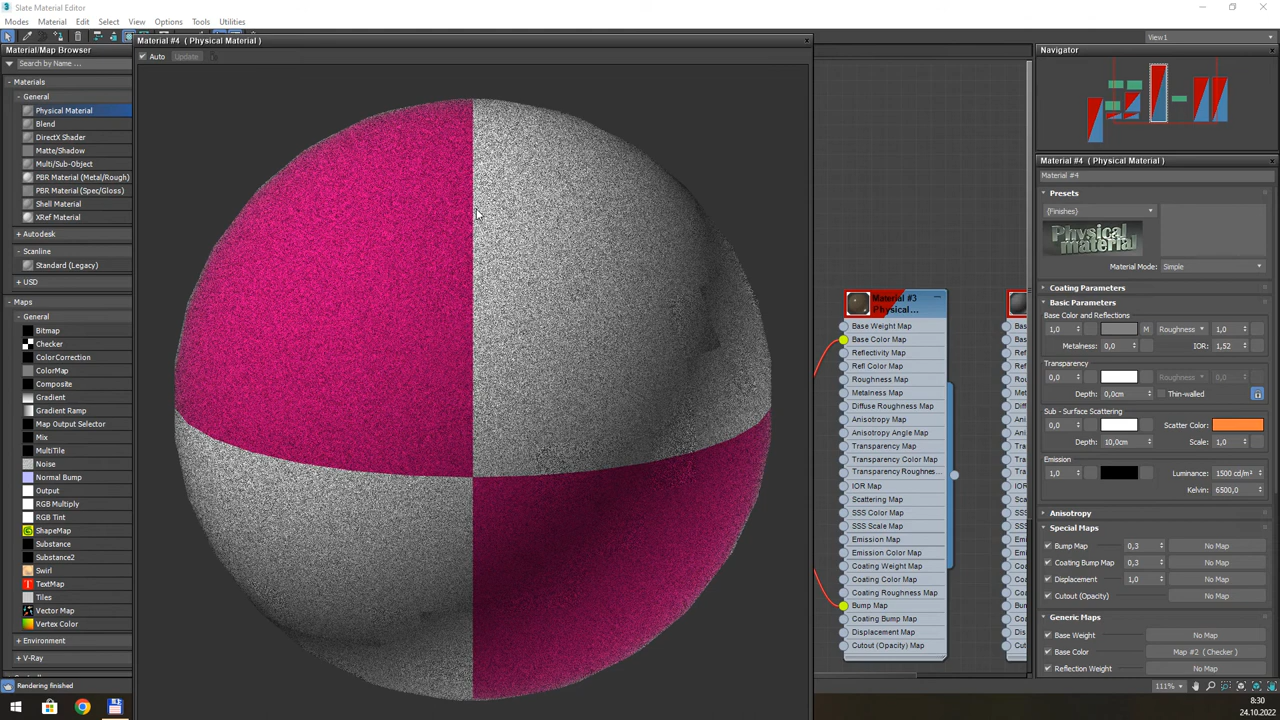 Slate Material Editor
Modes Material Edit Select View Options Tools Utilities
View1
Material/Map Browser
Search by Name ...
- Materials
- General
Physical Material
Blend
DirectX Shader
Matte/Shadow
Multi/Sub-Object
PBR Material (Metal/Rough)
PBR Material (Spec/Gloss)
Shell Material
XRef Material
+ Autodesk
- Scanline
Standard (Legacy)
+ USD
- Maps
- General
Bitmap
Checker
ColorCorrection
ColorMap
Composite
Gradient
Gradient Ramp
Map Output Selector
Mix
MultiTile
Noise
Normal Bump
Output
RGB Multiply
RGB Tint
ShapeMap
Substance
Substance2
Swirl
TextMap
Tiles
Vector Map
Vertex Color
+ Environment
+ V-Ray
Rendering finished
Material #4 ( Physical Material )
Auto Update
Material #3
Physical...
Base Weight Map
Base Color Map
Reflectivity Map
Refl Color Map
Roughness Map
Metalness Map
Diffuse Roughness Map
Anisotropy Map
Anisotropy Angle Map
Transparency Map
Transparency Color Map
Transparency Roughnes...
IOR Map
Scattering Map
SSS Color Map
SSS Scale Map
Emission Map
Emission Color Map
Coating Weight Map
Coating Color Map
Coating Roughness Map
Bump Map
Coating Bump Map
Displacement Map
Cutout (Opacity) Map
Navigator
Material #4 ( Physical Material )
Material #4
Presets
{Finishes}
Physical material
Material Mode: Simple
Coating Parameters
Basic Parameters
Base Color and Reflections
1,0 M Roughness 1,0
Metalness: 0,0 IOR: 1,52
Transparency
0,0 Roughness 0,0
Depth: 0,0cm Thin-walled
Sub - Surface Scattering
0,0 Scatter Color:
Depth: 10,0cm Scale: 1,0
Emission
1,0 Luminance: 1500 cd/m²
Kelvin: 6500,0
Anisotropy
Special Maps
Bump Map 0,3 No Map
Coating Bump Map 0,3 No Map
Displacement 1,0 No Map
Cutout (Opacity) No Map
Generic Maps
Base Weight No Map
Base Color Map #2 ( Checker )
Reflection Weight No Map
111%
8:30
24.10.2022